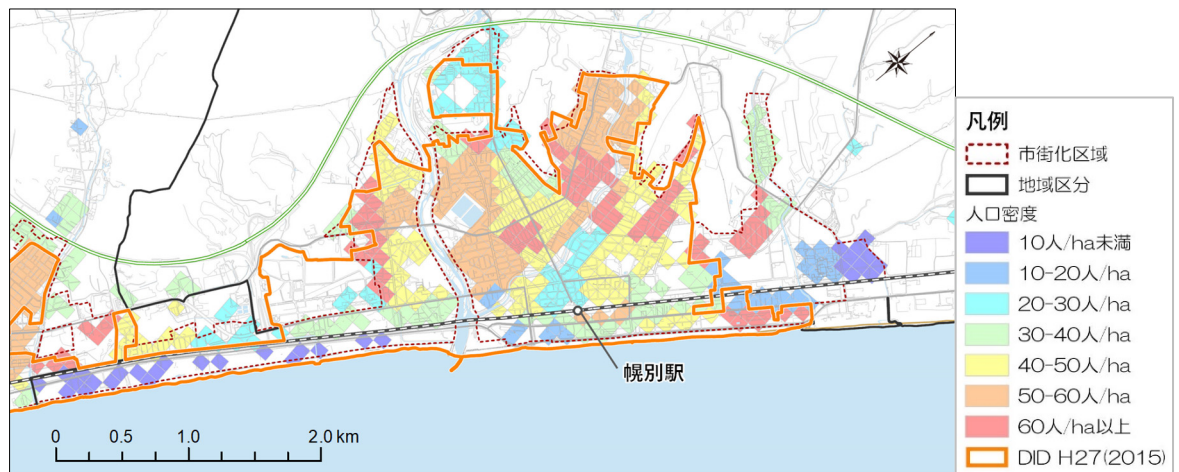 幌別駅
0 0.5 1.0 2.0 km
凡例
市街化区域
地域区分
人口密度
10人/ha未満
10-20人/ha
20-30人/ha
30-40人/ha
40-50人/ha
50-60人/ha
60人/ha以上
DID H27(2015)